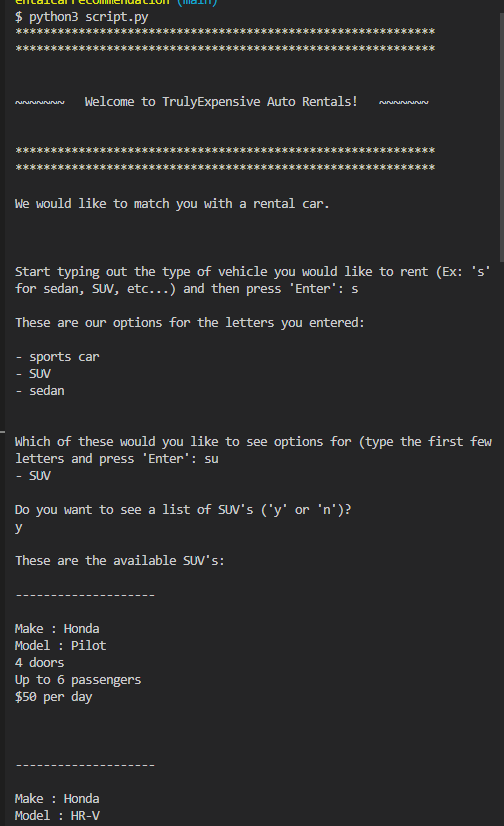 entalcarrecommendation (main)
$ python3 script.py
************************************************************
************************************************************
~~~~~~~   Welcome to TrulyExpensive Auto Rentals!   ~~~~~~~
************************************************************
************************************************************
We would like to match you with a rental car.
Start typing out the type of vehicle you would like to rent (Ex: 's'
for sedan, SUV, etc...) and then press 'Enter': s
These are our options for the letters you entered:
- sports car
- SUV
- sedan
Which of these would you like to see options for (type the first few
letters and press 'Enter': su
- SUV
Do you want to see a list of SUV's ('y' or 'n')?
y
These are the available SUV's:
--------------------
Make : Honda
Model : Pilot
4 doors
Up to 6 passengers
$50 per day
--------------------
Make : Honda
Model : HR-V